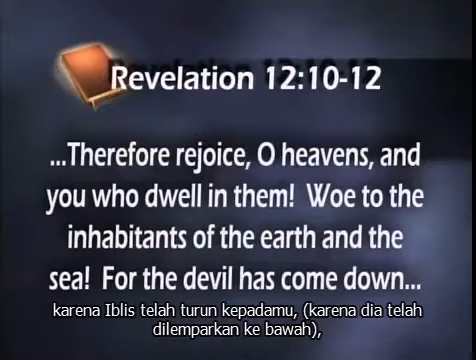 Revelation 12:10-12
...Therefore rejoice, O heavens, and
you who dwell in them! Woe to the
inhabitants of the earth and the
sea! For the devil has come down...
karena Iblis telah turun kepadamu, (karena dia telah
dilemparkan ke bawah),